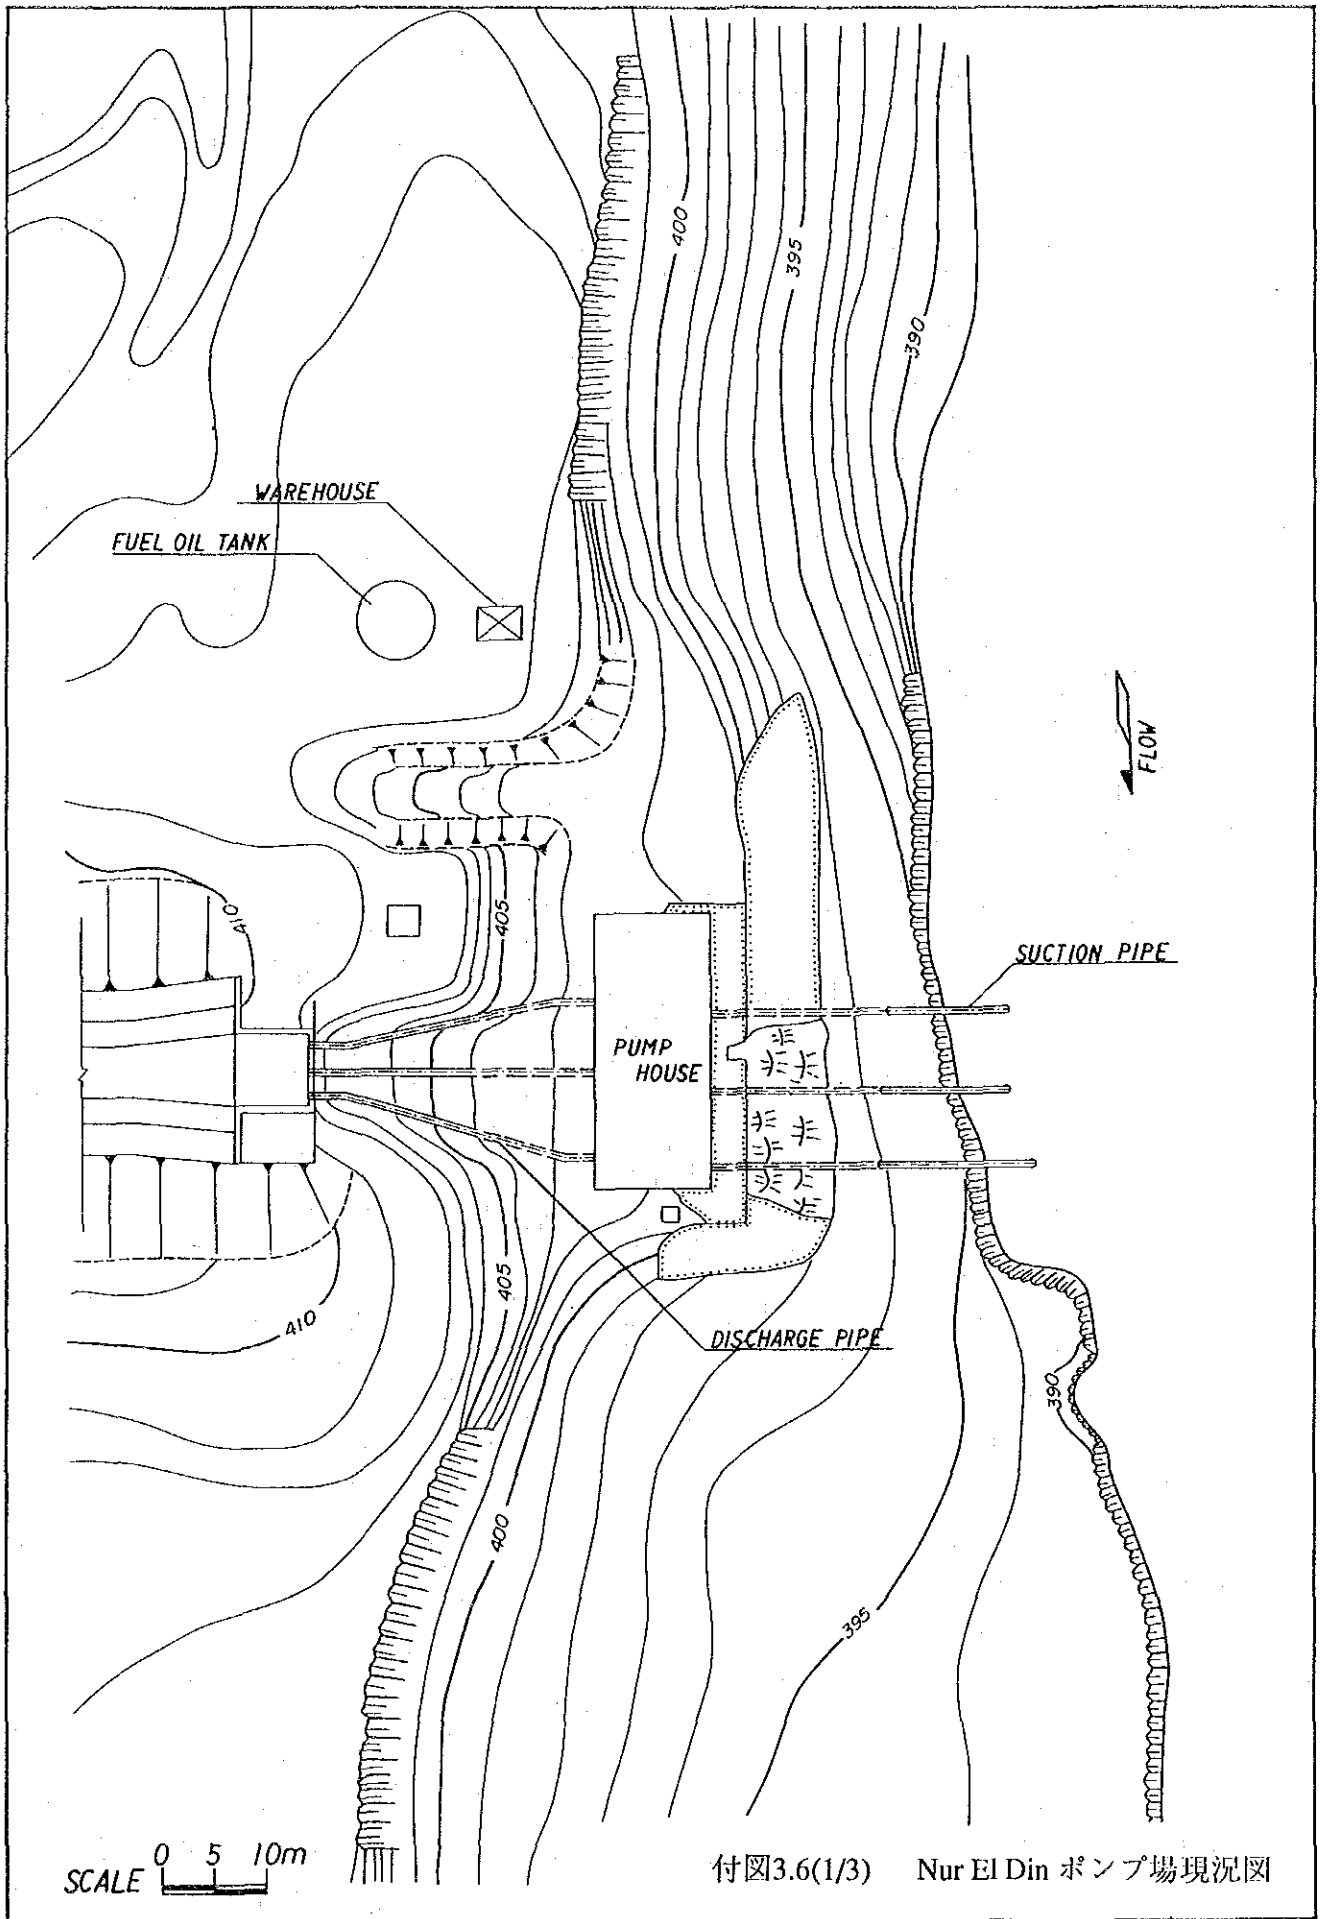 400
395
390
WAREHOUSE
FUEL OIL TANK
FLOW
410
405
SUCTION PIPE
PUMP
HOUSE
405
410
DISCHARGE PIPE
390
400
395
0 5 10m
SCALE
付図3.6(1/3) Nur El Din ポンプ場現況図